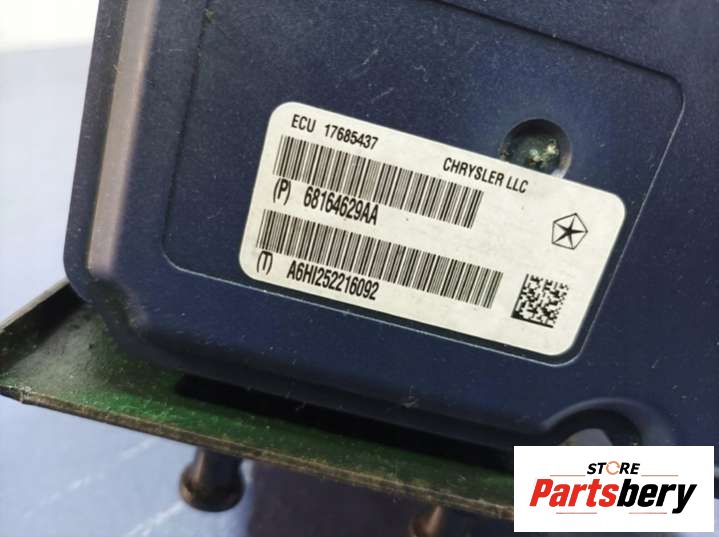 ECU 17685437
CHRYSLER LLC
(P) 68164629AA
(T) A6HI252216092
STORE
Partsbery